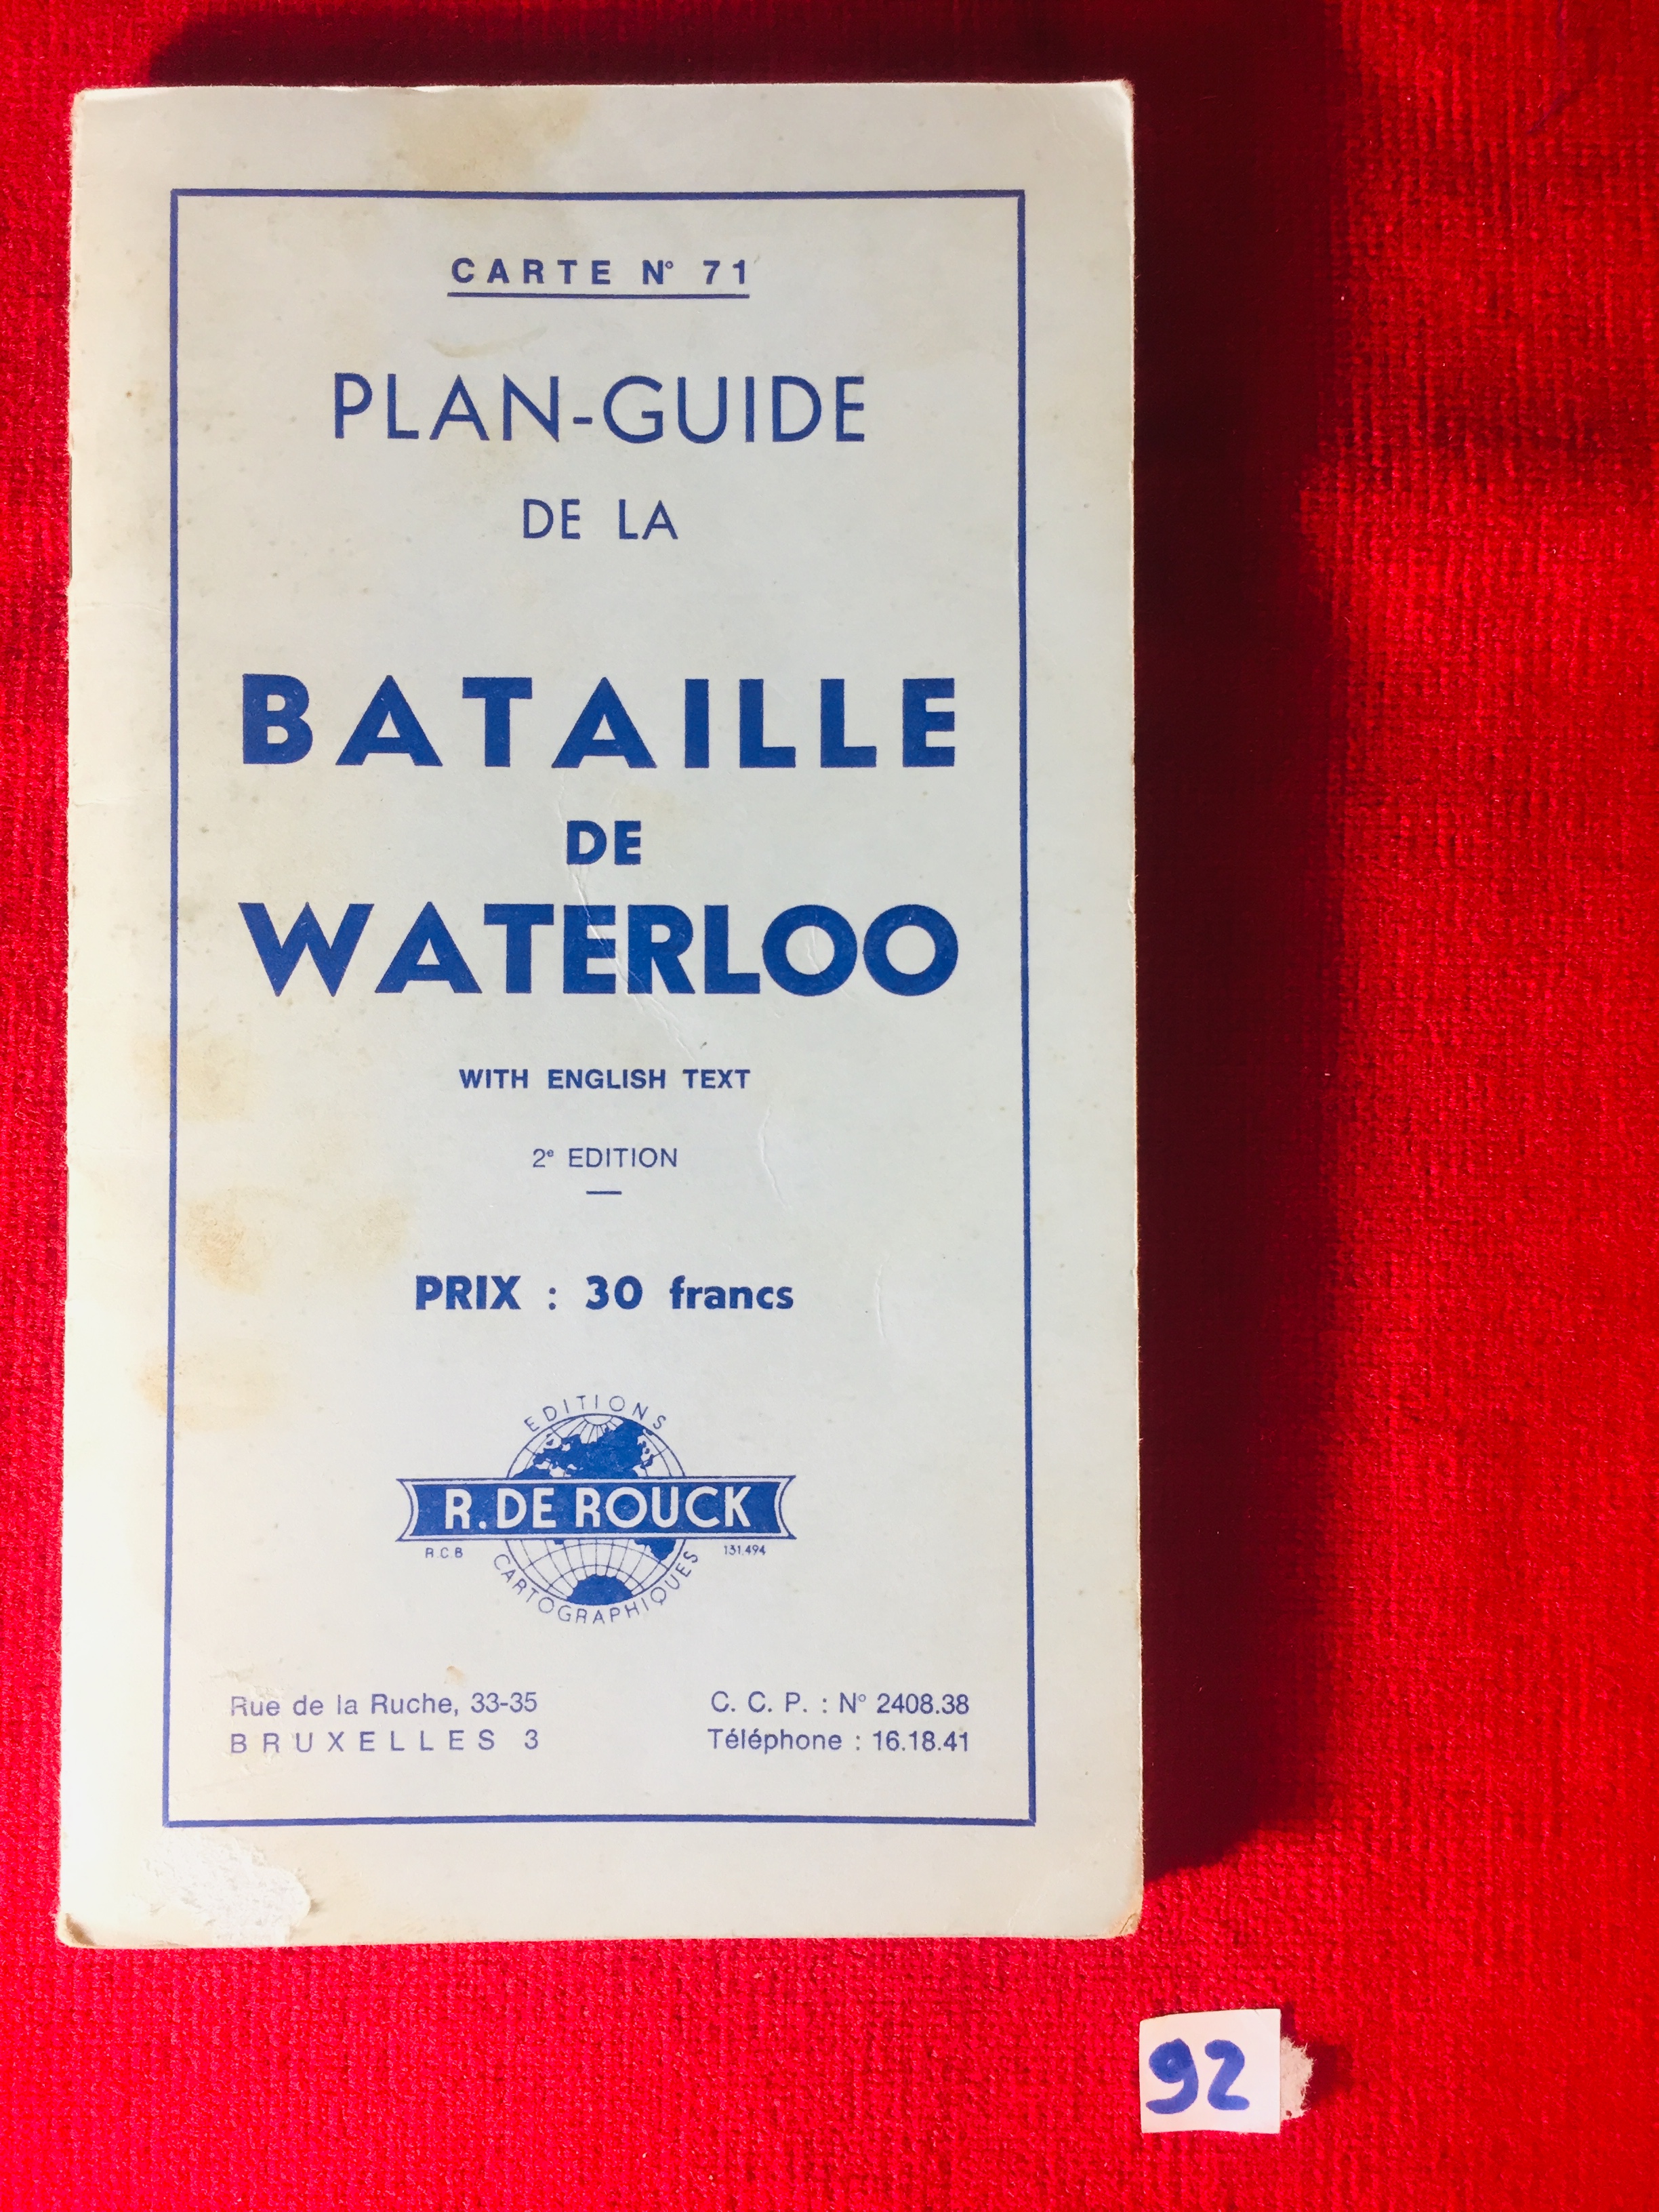 CARTE N° 71
PLAN-GUIDE
DE LA
BATAILLE
DE
WATERLOO
WITH ENGLISH TEXT
2e EDITION
PRIX : 30 francs
EDITIONS
R. DE ROUCK
R.C.B 131.494
CARTOGRAPHIQUES
Rue de la Ruche, 33-35 C. C. P. : N° 2408.38
BRUXELLES 3 Téléphone : 16.18.41
92